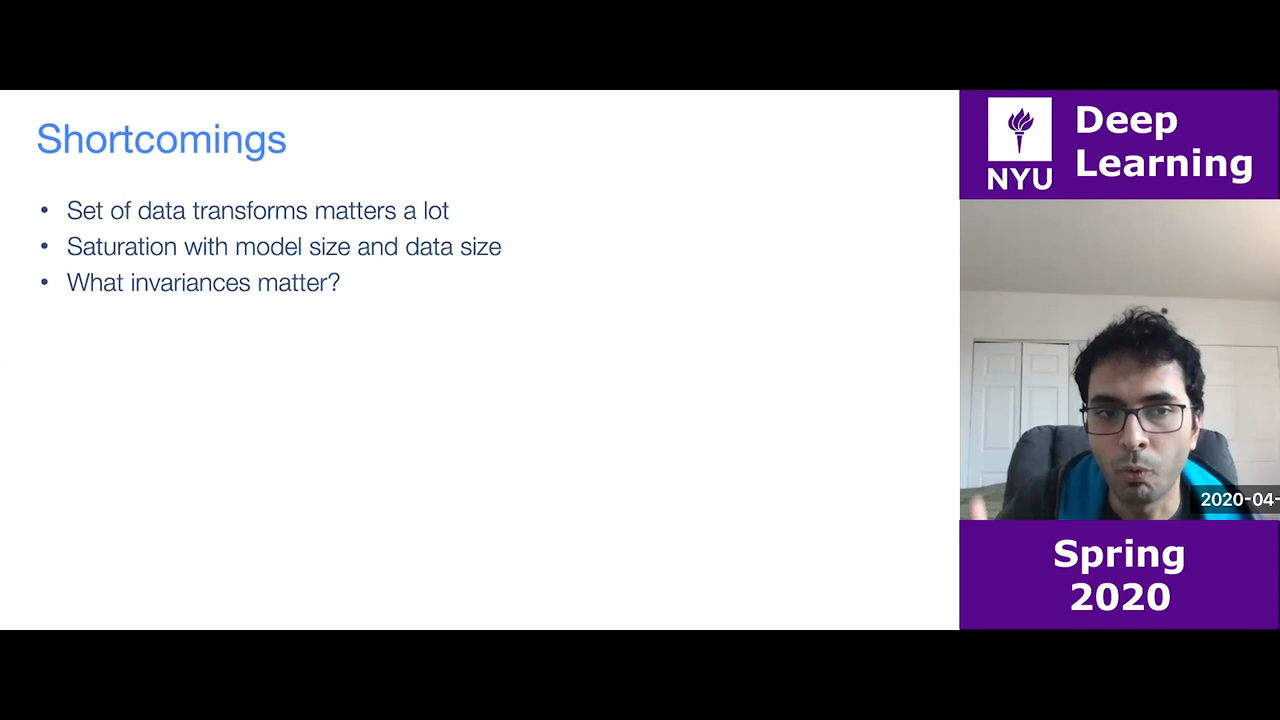 Shortcomings
• Set of data transforms matters a lot
• Saturation with model size and data size
• What invariances matter?
NYU
Deep
Learning
2020-04-
Spring
2020